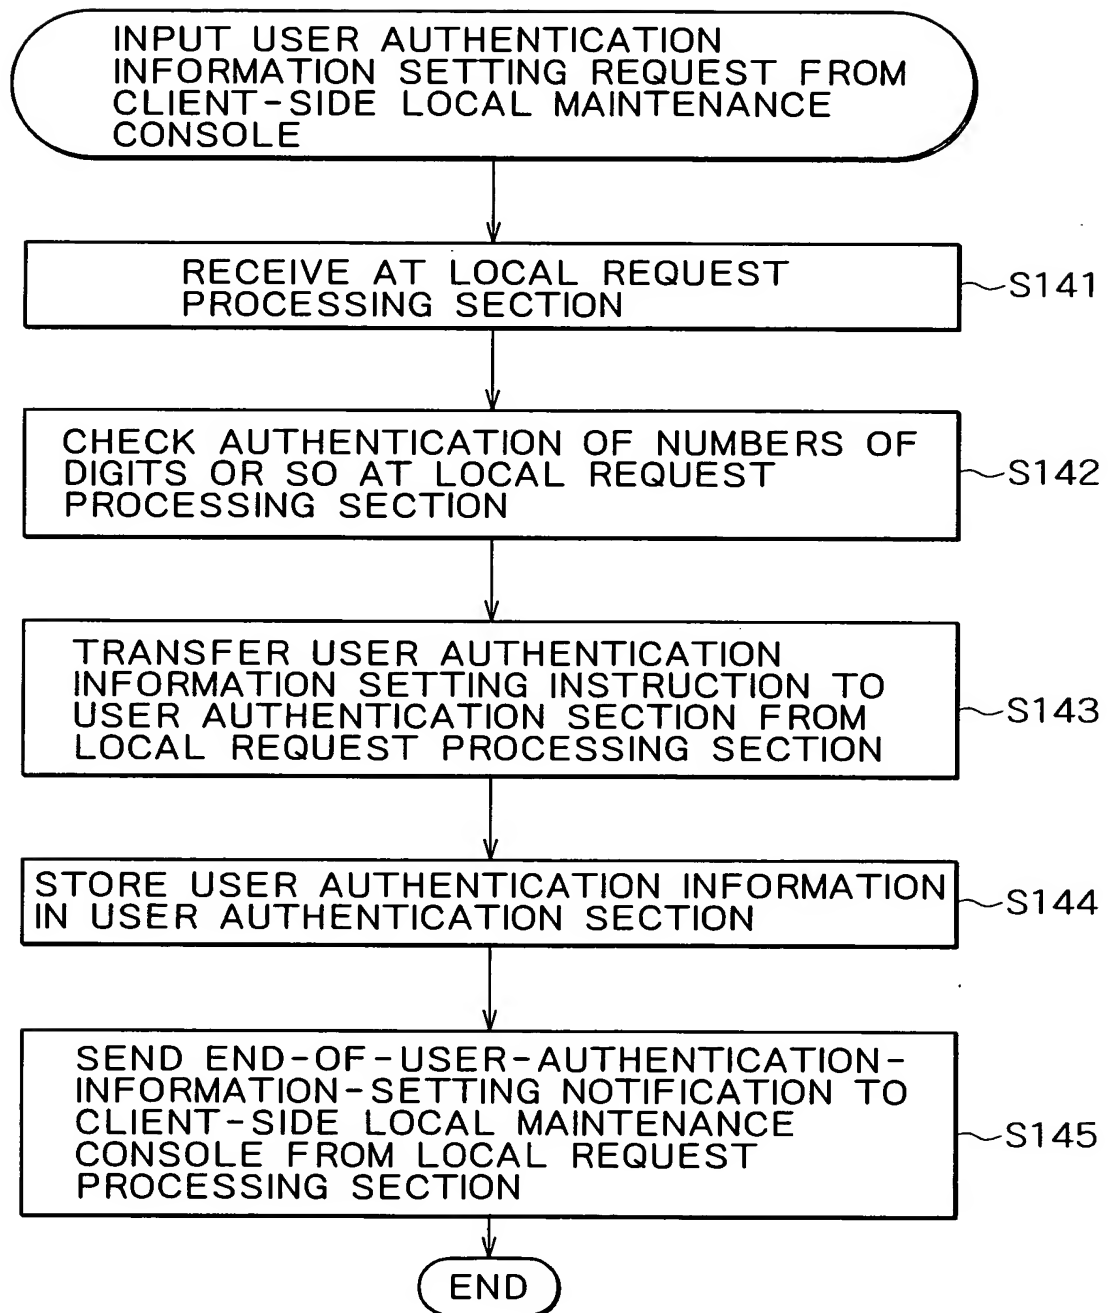 INPUT USER AUTHENTICATION
INFORMATION SETTING REQUEST FROM
CLIENT-SIDE LOCAL MAINTENANCE
CONSOLE
RECEIVE AT LOCAL REQUEST
PROCESSING SECTION
S141
CHECK AUTHENTICATION OF NUMBERS OF
DIGITS OR SO AT LOCAL REQUEST
PROCESSING SECTION
S142
TRANSFER USER AUTHENTICATION
INFORMATION SETTING INSTRUCTION TO
USER AUTHENTICATION SECTION FROM
LOCAL REQUEST PROCESSING SECTION
S143
STORE USER AUTHENTICATION INFORMATION
IN USER AUTHENTICATION SECTION
S144
SEND END-OF-USER-AUTHENTICATION-
INFORMATION-SETTING NOTIFICATION TO
CLIENT-SIDE LOCAL MAINTENANCE
CONSOLE FROM LOCAL REQUEST
PROCESSING SECTION
S145
END